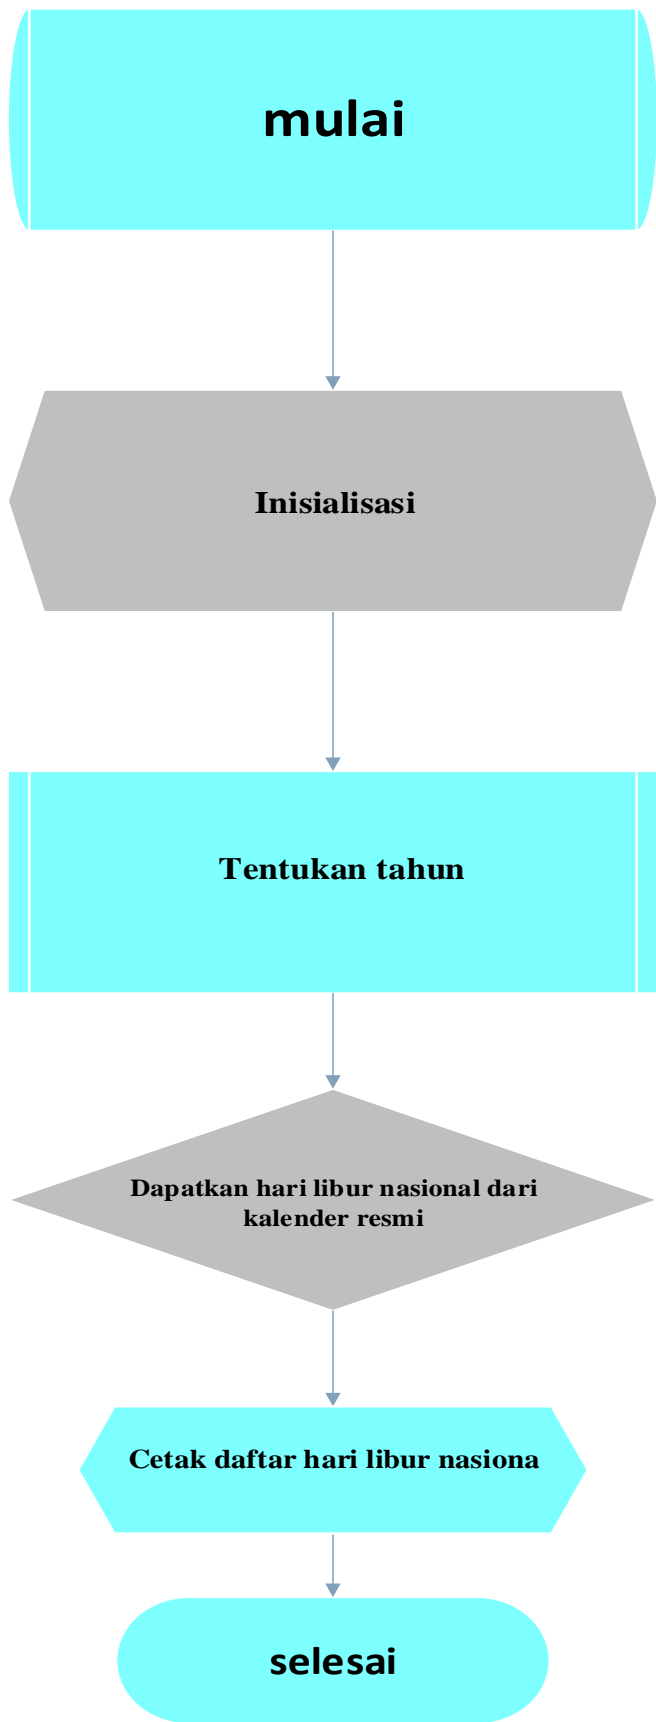 mulai
Inisialisasi
Tentukan tahun
Dapatkan hari libur nasional dari
kalender resmi
Cetak daftar hari libur nasiona
selesai